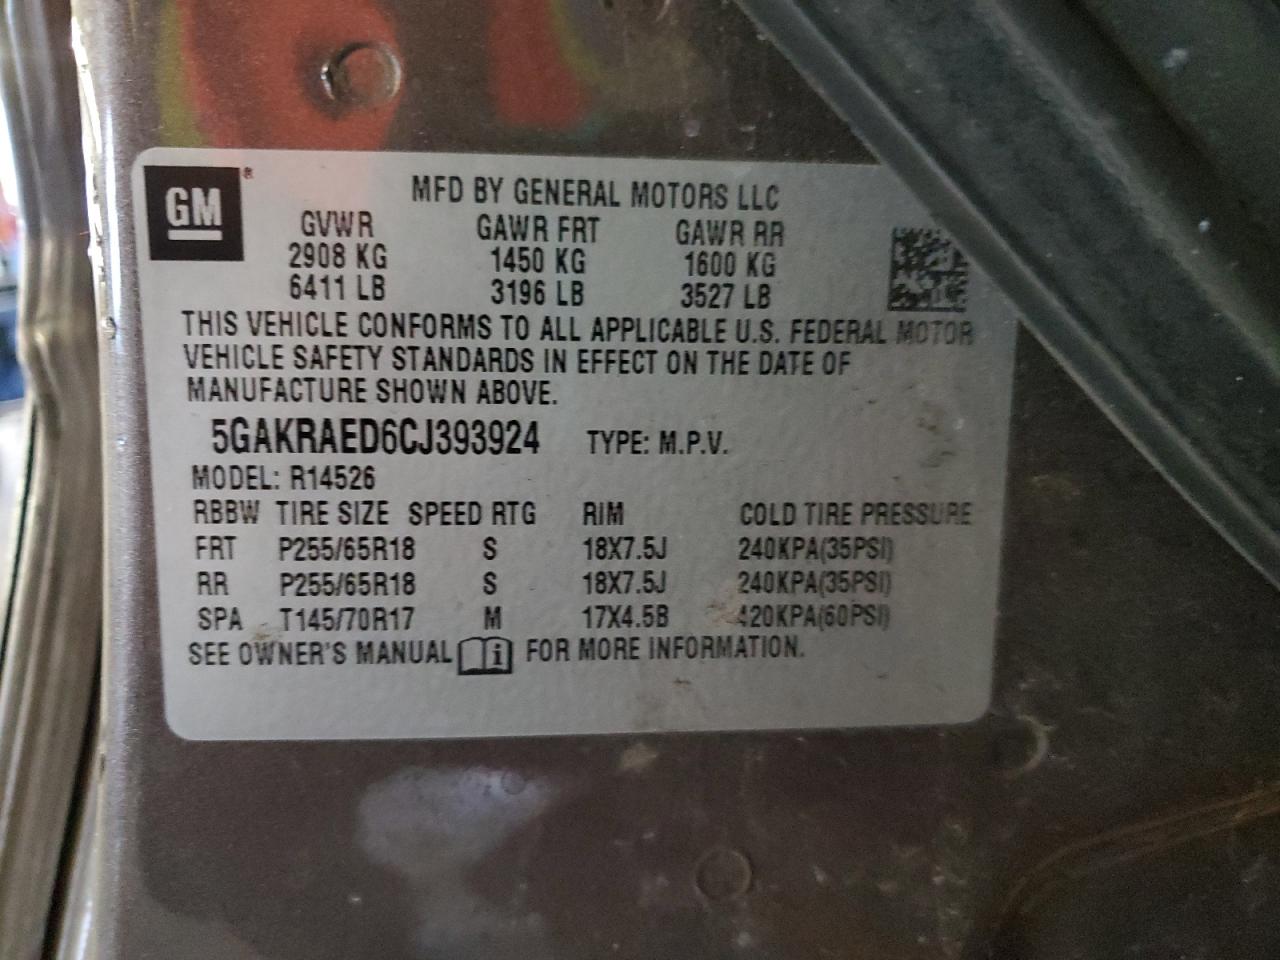 GM®
MFD BY GENERAL MOTORS LLC
GVWR GAWR FRT GAWR RR
2908 KG 1450 KG 1600 KG
6411 LB 3196 LB 3527 LB
THIS VEHICLE CONFORMS TO ALL APPLICABLE U.S. FEDERAL MOTOR
VEHICLE SAFETY STANDARDS IN EFFECT ON THE DATE OF
MANUFACTURE SHOWN ABOVE.
5GAKRAED6CJ393924 TYPE: M.P.V.
MODEL: R14526
RBBW TIRE SIZE SPEED RTG RIM COLD TIRE PRESSURE
FRT P255/65R18 S 18X7.5J 240KPA(35PSI)
RR P255/65R18 S 18X7.5J 240KPA(35PSI)
SPA T145/70R17 M 17X4.5B 420KPA(60PSI)
SEE OWNER'S MANUAL i FOR MORE INFORMATION.